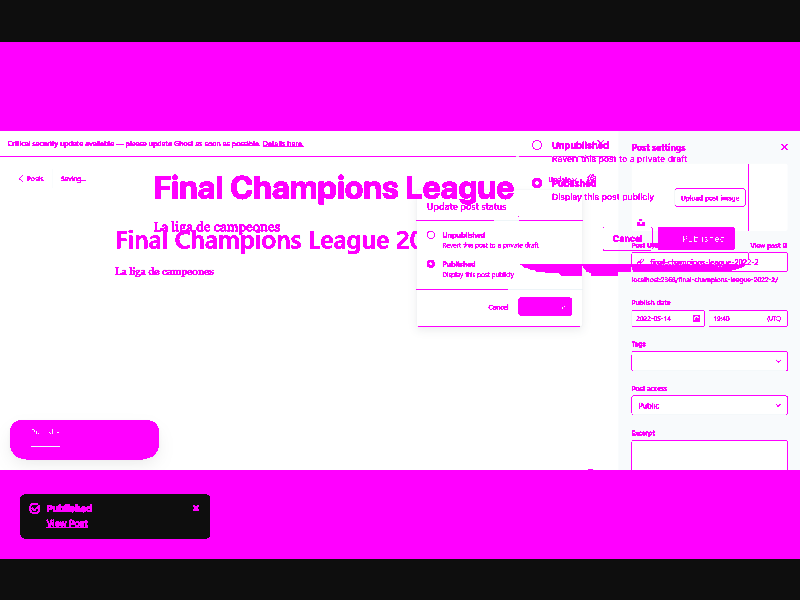 Critical security update available — please update Ghost as soon as possible. Details here.
Unpublished
Revert this post to a private draft
Published
Display this post publicly
Cancel
Published
Post settings
Posts
Saving...
Final Champions League
La liga de campeones
Final Champions League 20
La liga de campeones
Update post status
Unpublished
Revert this post to a private draft
Published
Display this post publicly
Cancel
Upload post image
View post
final-champions-league-2022-2
localhost:2368/final-champions-league-2022-2/
Publish date
2022-05-14
19:40
(UTC)
Tags
Post access
Public
Excerpt
Published
View Post